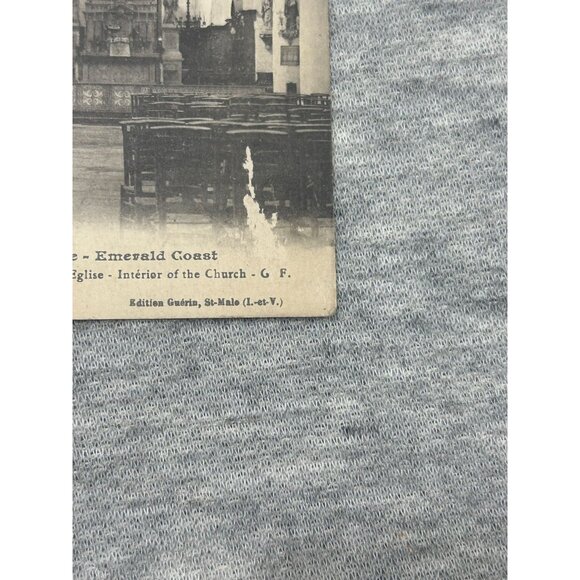 e - Emerald Coast
Eglise - Intérior of the Church - G F.
Edition Guérin, St-Malo (I.-et-V.)